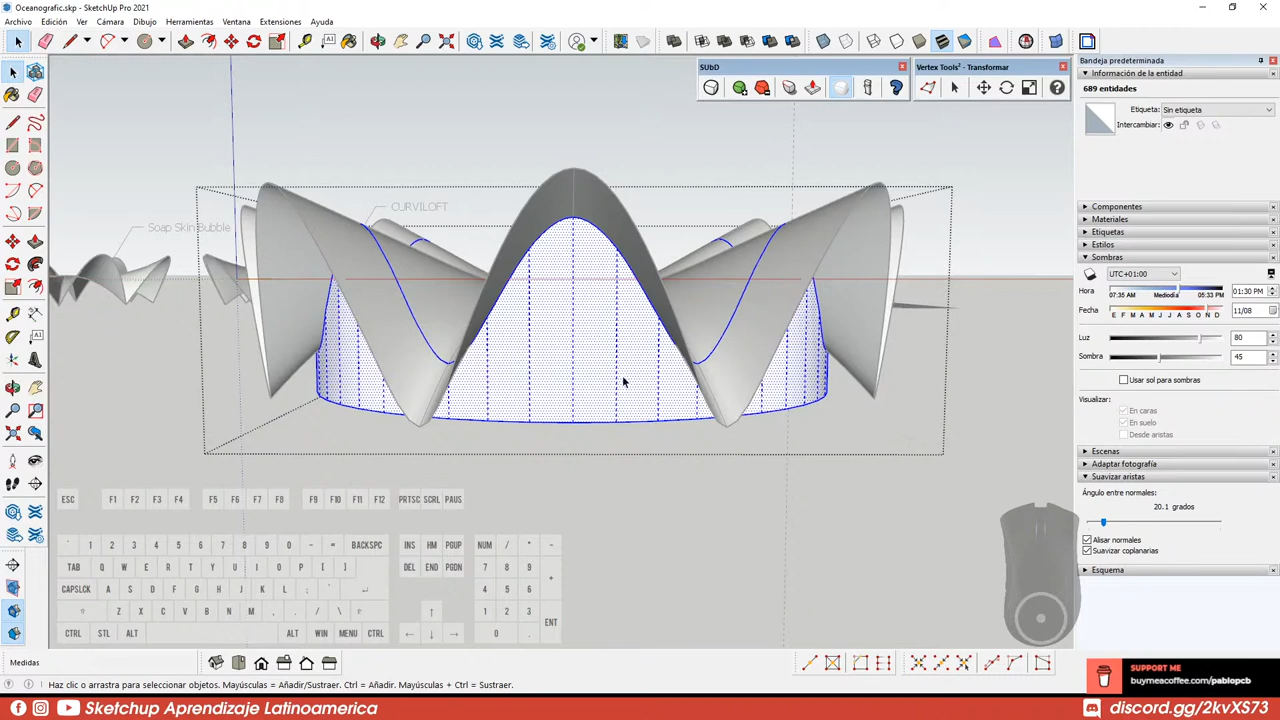 Oceanografic.skp - SketchUp Pro 2021
Archivo Edición Ver Cámara Dibujo Herramientas Ventana Extensiones Ayuda
SUbD
Vertex Tools² - Transformar
Bandeja predeterminada
Información de la entidad
689 entidades
Etiqueta: Sin etiqueta
Intercambiar:
CURVILOFT
Soap Skin Bubble
Componentes
Materiales
Etiquetas
Estilos
Sombras
UTC+01:00
Hora 07:35 AM Mediodía 05:33 PM 01:30 PM
Fecha E F M A M J J A S O N D 11/08
Luz 80
Sombra 45
Usar sol para sombras
Visualizar:
En caras
En suelo
Desde aristas
Escenas
Adaptar fotografía
Suavizar aristas
Ángulo entre normales:
20.1 grados
Alisar normales
Suavizar coplanarias
Esquema
ESC F1 F2 F3 F4 F5 F6 F7 F8 F9 F10 F11 F12 PRTSC SCRL PAUS
` 1 2 3 4 5 6 7 8 9 0 - = BACKSPC INS HM PGUP NUM / * -
TAB Q W E R T Y U I O P [ ] DEL END PGDN 7 8 9 +
CAPSLCK A S D F G H J K L ; ' 4 5 6
Z X C V B N M , . / \ 1 2 3 ENT
CTRL STL ALT ALT WIN MENU CTRL 0 .
Medidas
Haz clic o arrastra para seleccionar objetos. Mayúsculas = Añadir/Sustraer. Ctrl = Añadir. Mayúsculas + Ctrl = Sustraer.
SUPPORT ME
buymeacoffee.com/pablopcb
Sketchup Aprendizaje Latinoamerica
discord.gg/2kvXS73